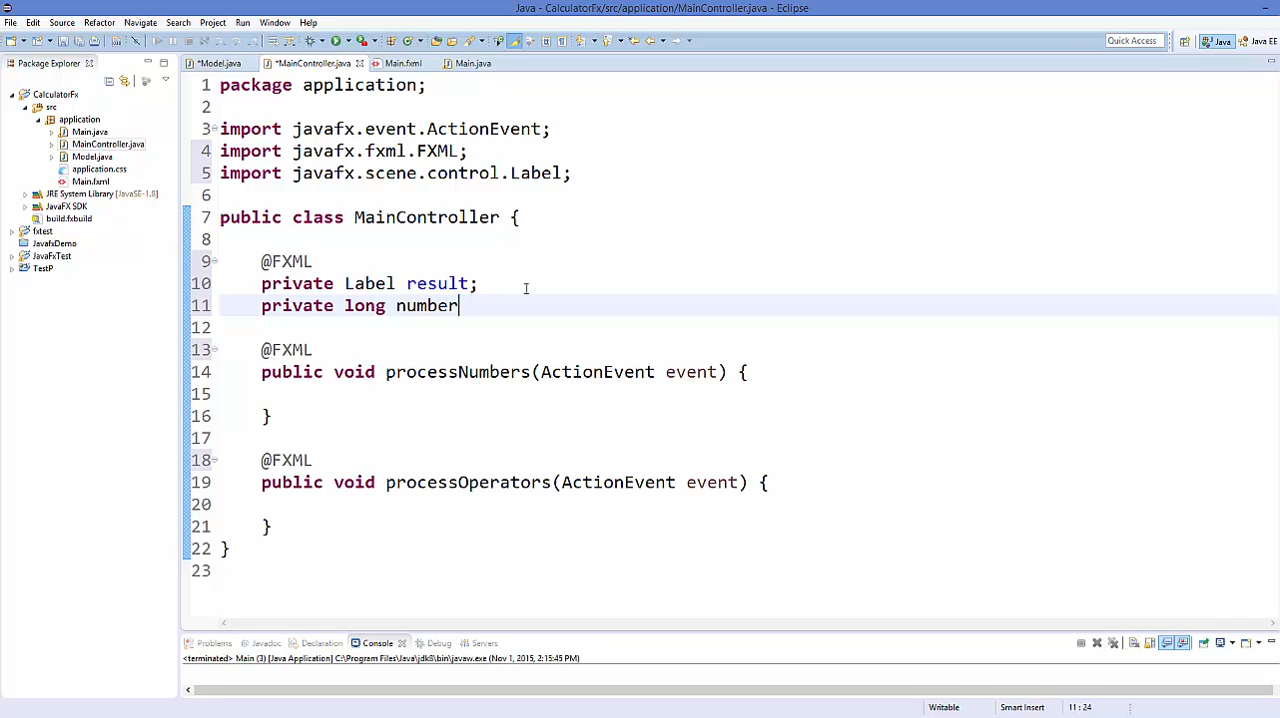 Java - CalculatorFx/src/application/MainController.java - Eclipse
File Edit Source Refactor Navigate Search Project Run Window Help
Quick Access Java Java EE
Package Explorer *Model.java *MainController.java Main.fxml Main.java
CalculatorFx
src
application
Main.java
MainController.java
Model.java
application.css
Main.fxml
JRE System Library [JavaSE-1.8]
JavaFX SDK
build.fxbuild
fxtest
JavafxDemo
JavaFxTest
TestP
1 package application;
2
3 import javafx.event.ActionEvent;
4 import javafx.fxml.FXML;
5 import javafx.scene.control.Label;
6
7 public class MainController {
8
9 @FXML
10 private Label result;
11 private long number
12
13 @FXML
14 public void processNumbers(ActionEvent event) {
15
16 }
17
18 @FXML
19 public void processOperators(ActionEvent event) {
20
21 }
22 }
23
Problems @ Javadoc Declaration Console Debug Servers
<terminated> Main (3) [Java Application] C:\Program Files\Java\jdk8\bin\javaw.exe (Nov 1, 2015, 2:15:45 PM)
Writable Smart Insert 11 : 24